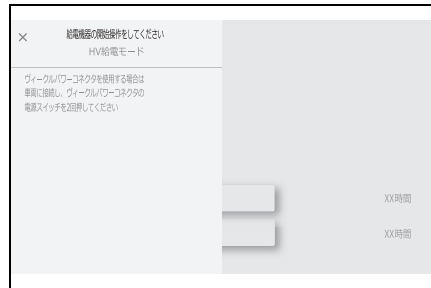 × 給電機器の開始操作をしてください
HV給電モード
ヴィークルパワーコネクタを使用する場合は
車両に接続し、ヴィークルパワーコネクタの
電源スイッチを2回押してください
XX時間
XX時間